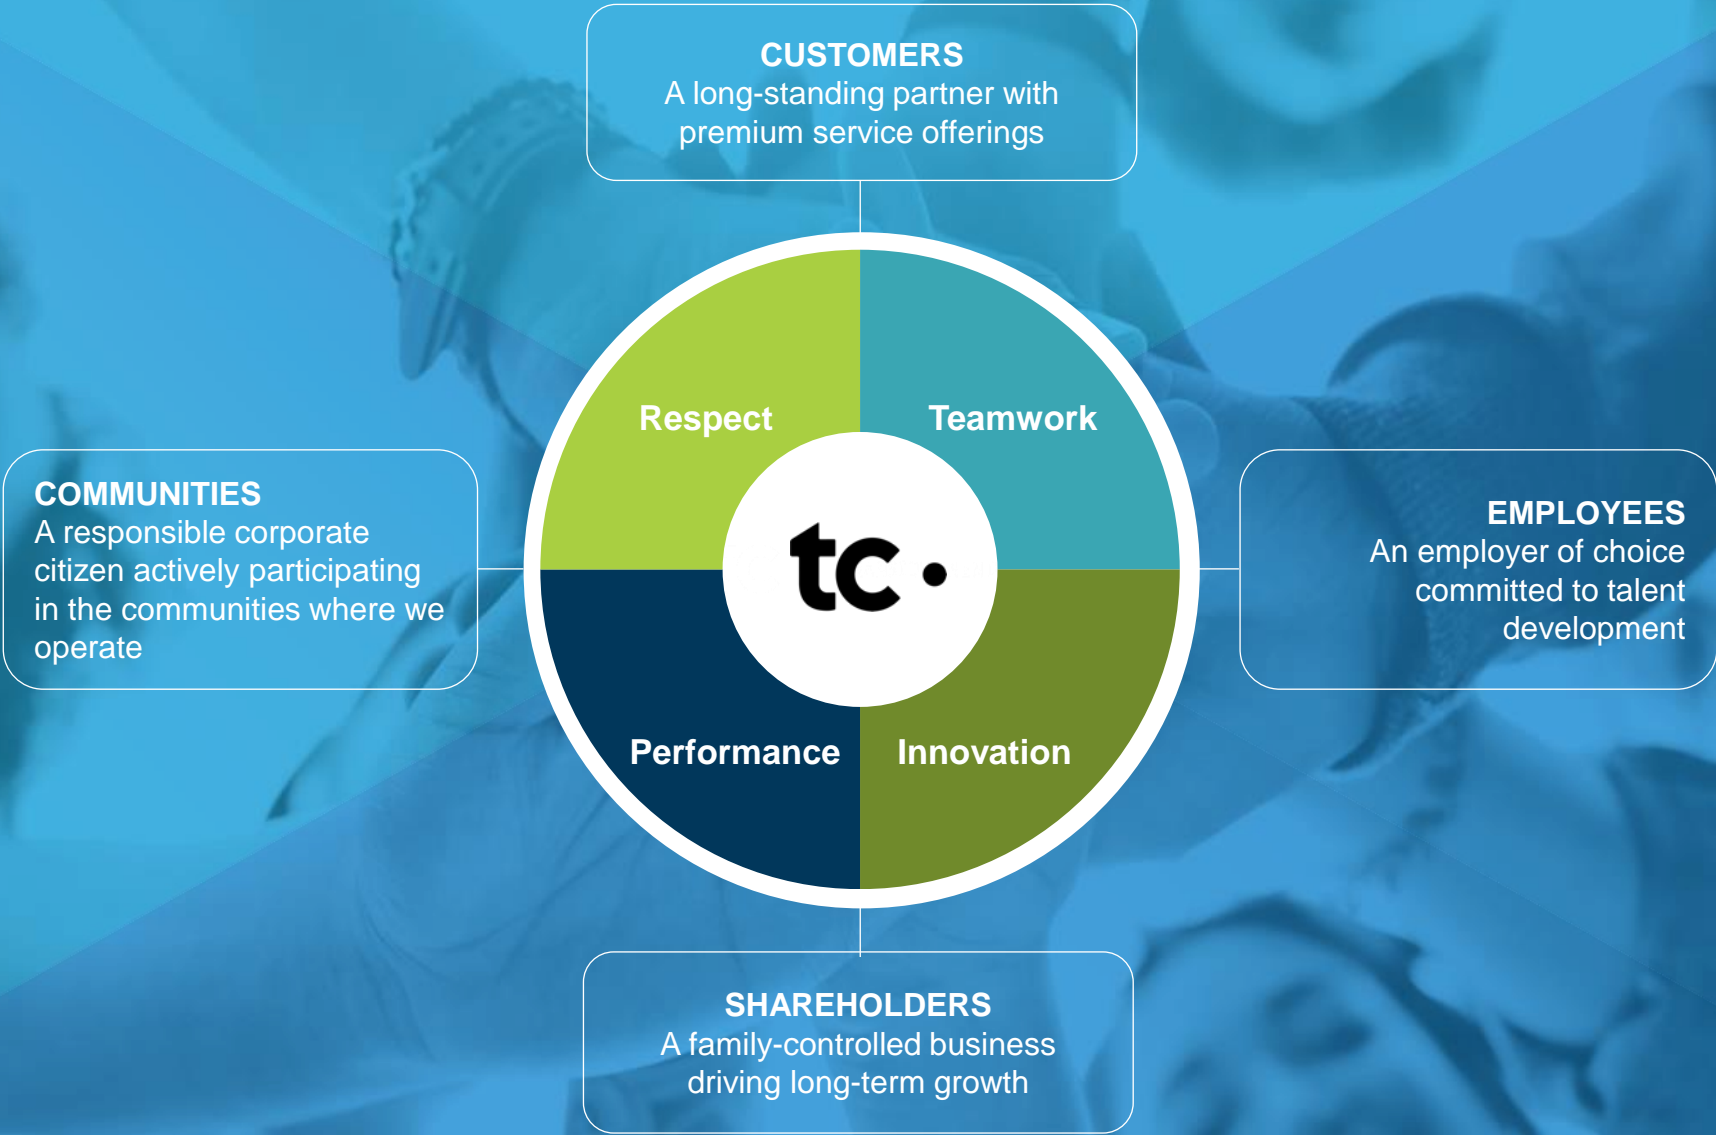 CUSTOMERS
A long-standing partner with
premium service offerings
Respect
Teamwork
COMMUNITIES
A responsible corporate
citizen actively participating
in the communities where we
operate
tc.
EMPLOYEES
An employer of choice
committed to talent
development
Performance
Innovation
SHAREHOLDERS
A family-controlled business
driving long-term growth